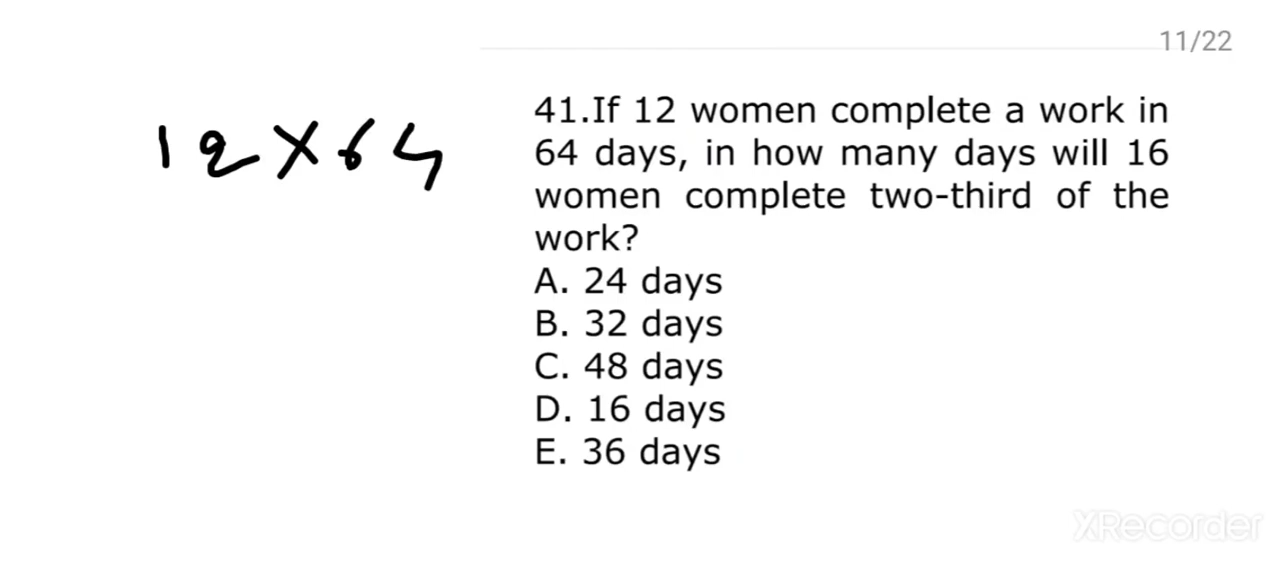 11/22
12 X 64
41.If 12 women complete a work in
64 days, in how many days will 16
women complete two-third of the
work?
A. 24 days
B. 32 days
C. 48 days
D. 16 days
E. 36 days
XRecorder